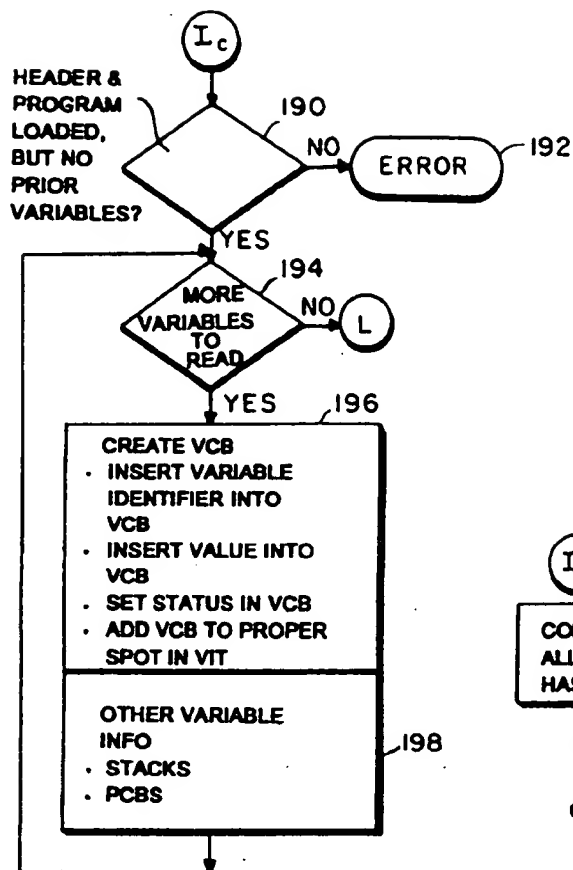 Ic
HEADER &
PROGRAM
LOADED,
BUT NO
PRIOR
VARIABLES?
190
NO
ERROR
192
YES
194
MORE
VARIABLES
TO
READ
NO
L
YES
196
CREATE VCB
· INSERT VARIABLE
IDENTIFIER INTO
VCB
· INSERT VALUE INTO
VCB
· SET STATUS IN VCB
· ADD VCB TO PROPER
SPOT IN VIT
OTHER VARIABLE
INFO
· STACKS
· PCBS
198
I
ALL
HAS